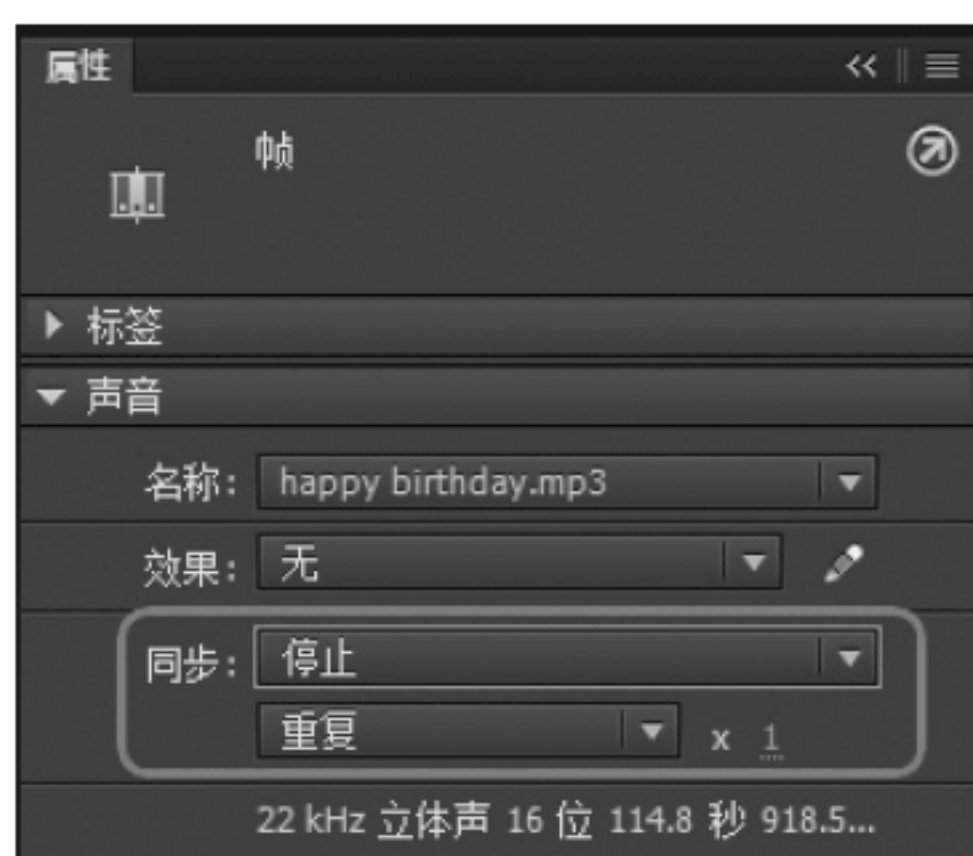 属性
帧
标签
声音
名称: happy birthday.mp3
效果: 无
同步: 停止
重复 x 1
22 kHz 立体声 16 位 114.8 秒 918.5...